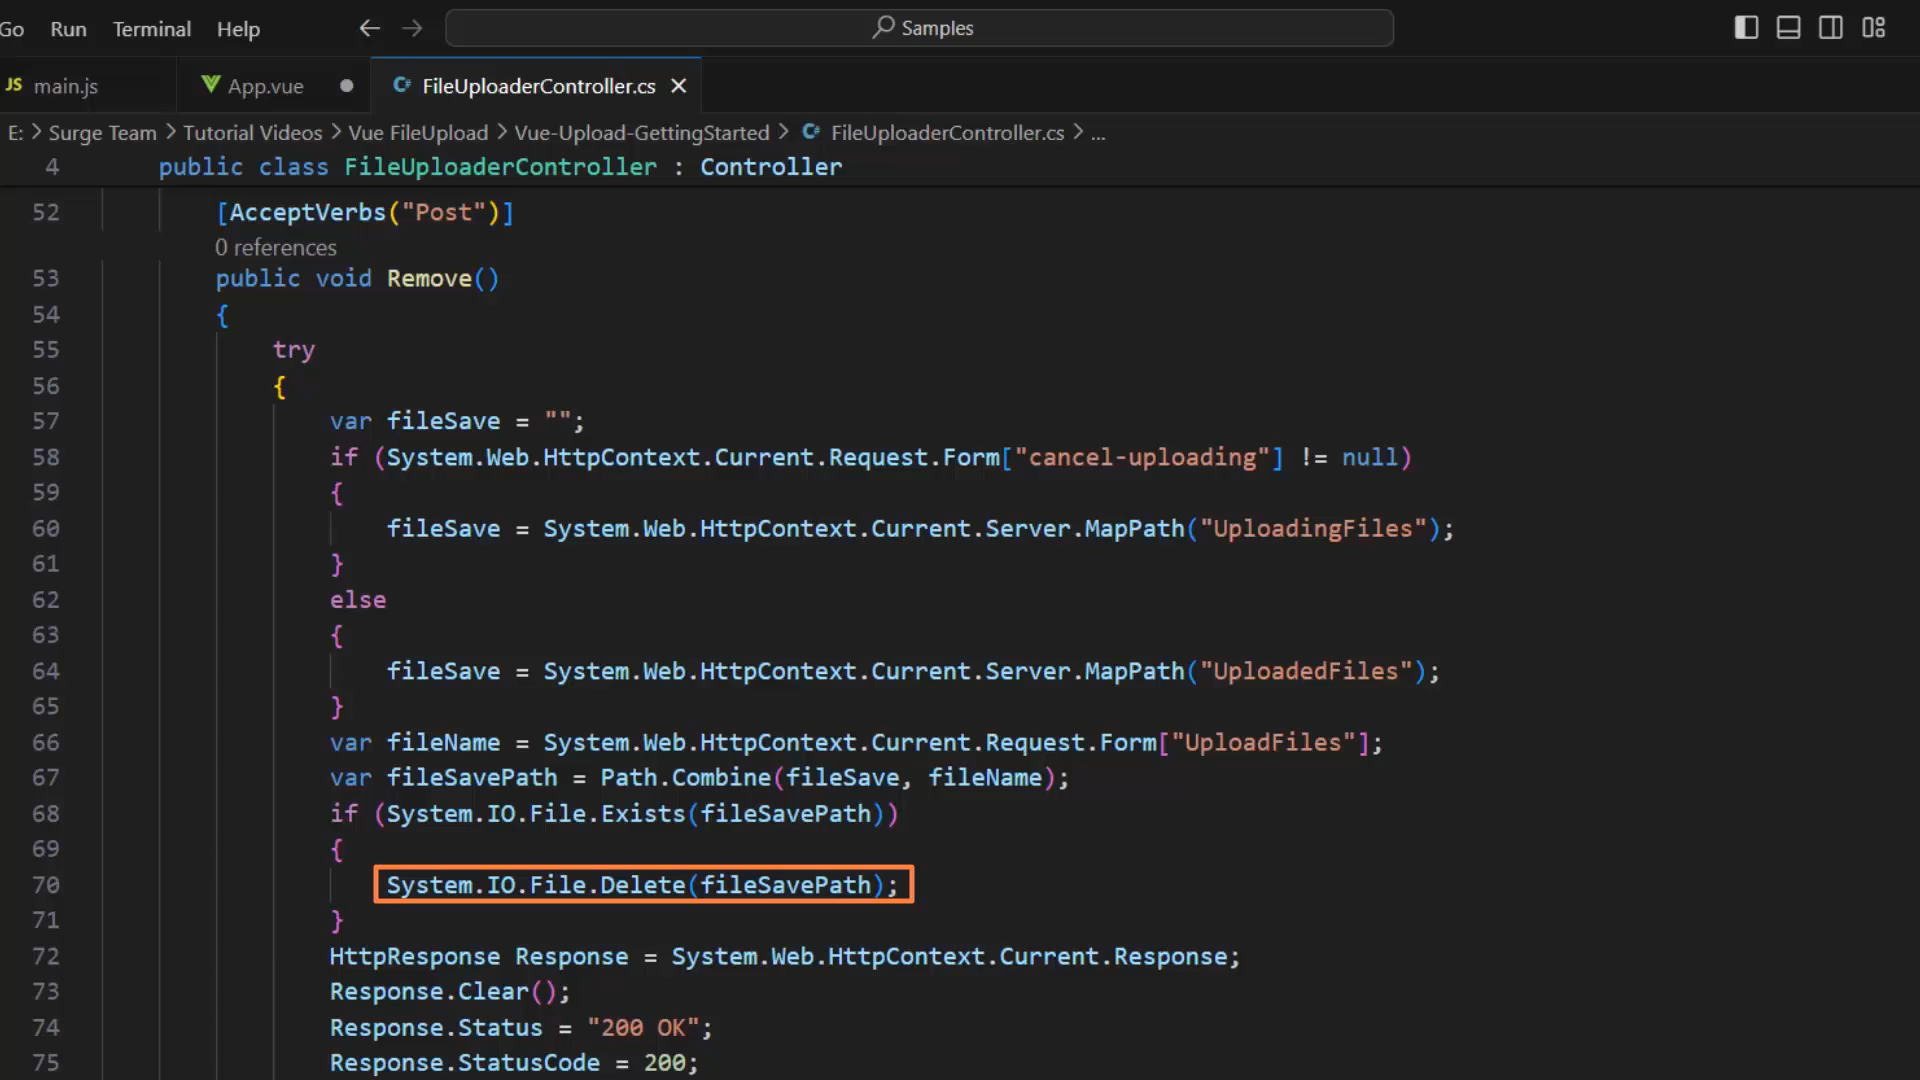 Go Run Terminal Help Samples
JS main.js App.vue FileUploaderController.cs
E: > Surge Team > Tutorial Videos > Vue FileUpload > Vue-Upload-GettingStarted > FileUploaderController.cs > ...
4 public class FileUploaderController : Controller
52 [AcceptVerbs("Post")]
0 references
53 public void Remove()
54 {
55 try
56 {
57 var fileSave = "";
58 if (System.Web.HttpContext.Current.Request.Form["cancel-uploading"] != null)
59 {
60 fileSave = System.Web.HttpContext.Current.Server.MapPath("UploadingFiles");
61 }
62 else
63 {
64 fileSave = System.Web.HttpContext.Current.Server.MapPath("UploadedFiles");
65 }
66 var fileName = System.Web.HttpContext.Current.Request.Form["UploadFiles"];
67 var fileSavePath = Path.Combine(fileSave, fileName);
68 if (System.IO.File.Exists(fileSavePath))
69 {
70 System.IO.File.Delete(fileSavePath);
71 }
72 HttpResponse Response = System.Web.HttpContext.Current.Response;
73 Response.Clear();
74 Response.Status = "200 OK";
75 Response.StatusCode = 200;